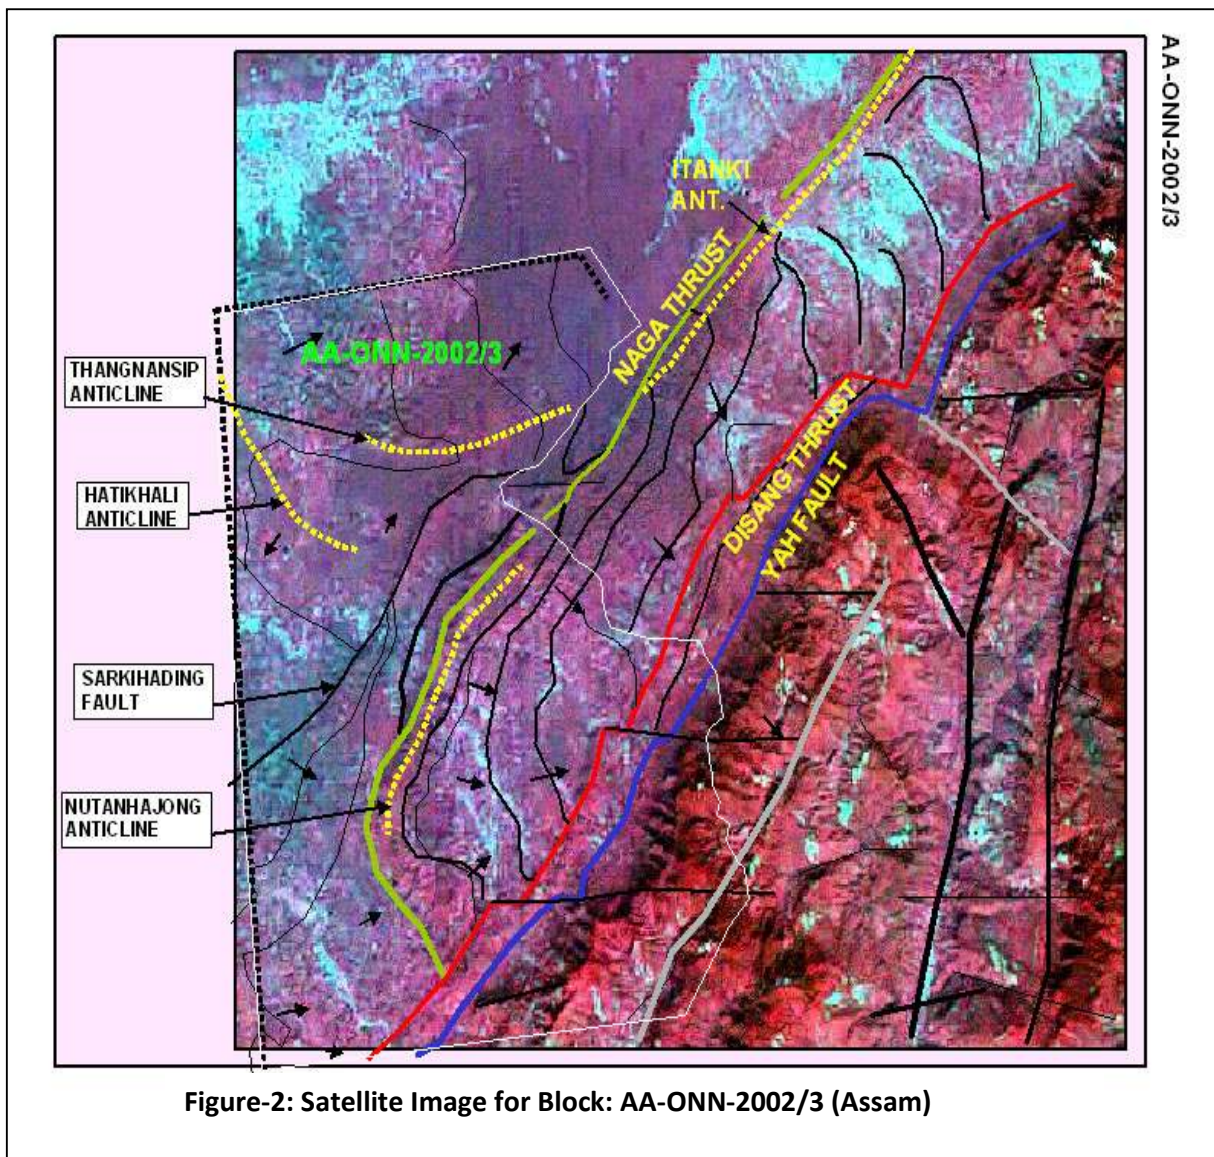 AA-ONN-2002/3
ITANKI
ANT.
NAGA THRUST
AA-ONN-2002/3
THANGNANSIP
ANTICLINE
DISANG THRUST
YAH FAULT
HATIKHALI
ANTICLINE
SARKIHADING
FAULT
NUTANHAJONG
ANTICLINE
Figure-2: Satellite Image for Block: AA-ONN-2002/3 (Assam)